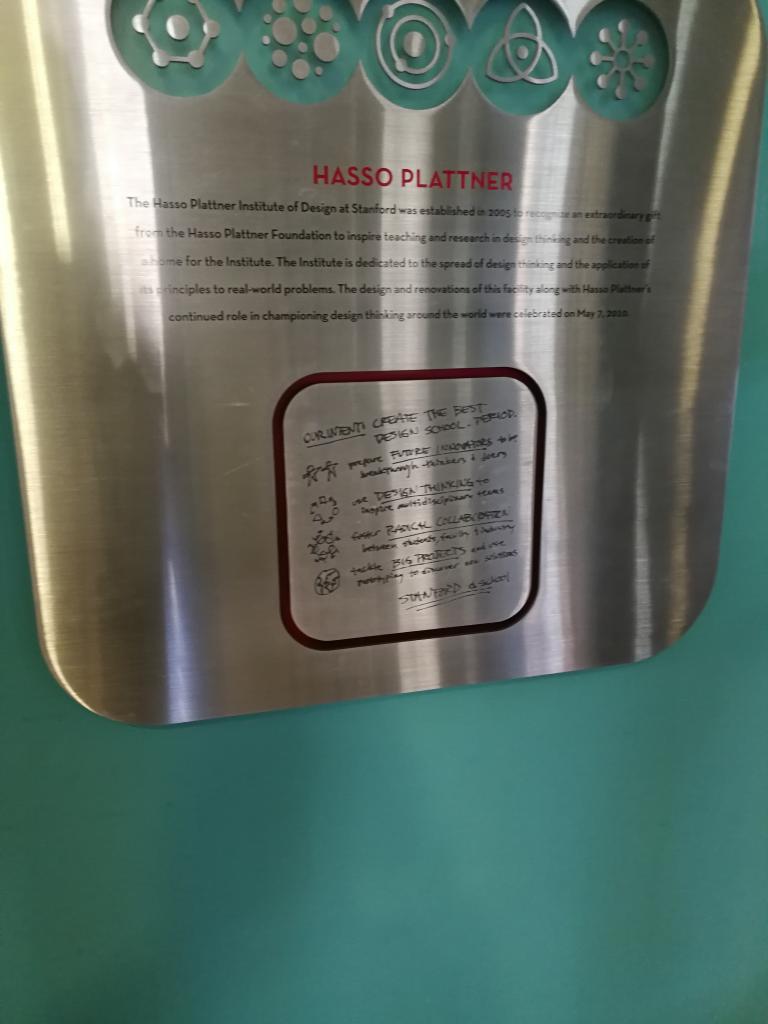 HASSO PLATTNER
The Hasso Plattner Institute of Design at Stanford was established in 2005 to recognize an extraordinary gift
from the Hasso Plattner Foundation to inspire teaching and research in design thinking and the creation of
a home for the Institute. The Institute is dedicated to the spread of design thinking and the application of
its principles to real-world problems. The design and renovations of this facility along with Hasso Plattner's
continued role in championing design thinking around the world were celebrated on May 7, 2010.
OUR INTENT: CREATE THE BEST
DESIGN SCHOOL. PERIOD.
prepare FUTURE INNOVATORS to be
breakthrough thinkers & doers
use DESIGN THINKING to
inspire multidisciplinary teams
foster RADICAL COLLABORATION
between students, faculty & industry
tackle BIG PROJECTS and use
prototyping to discover new solutions
STANFORD d.school